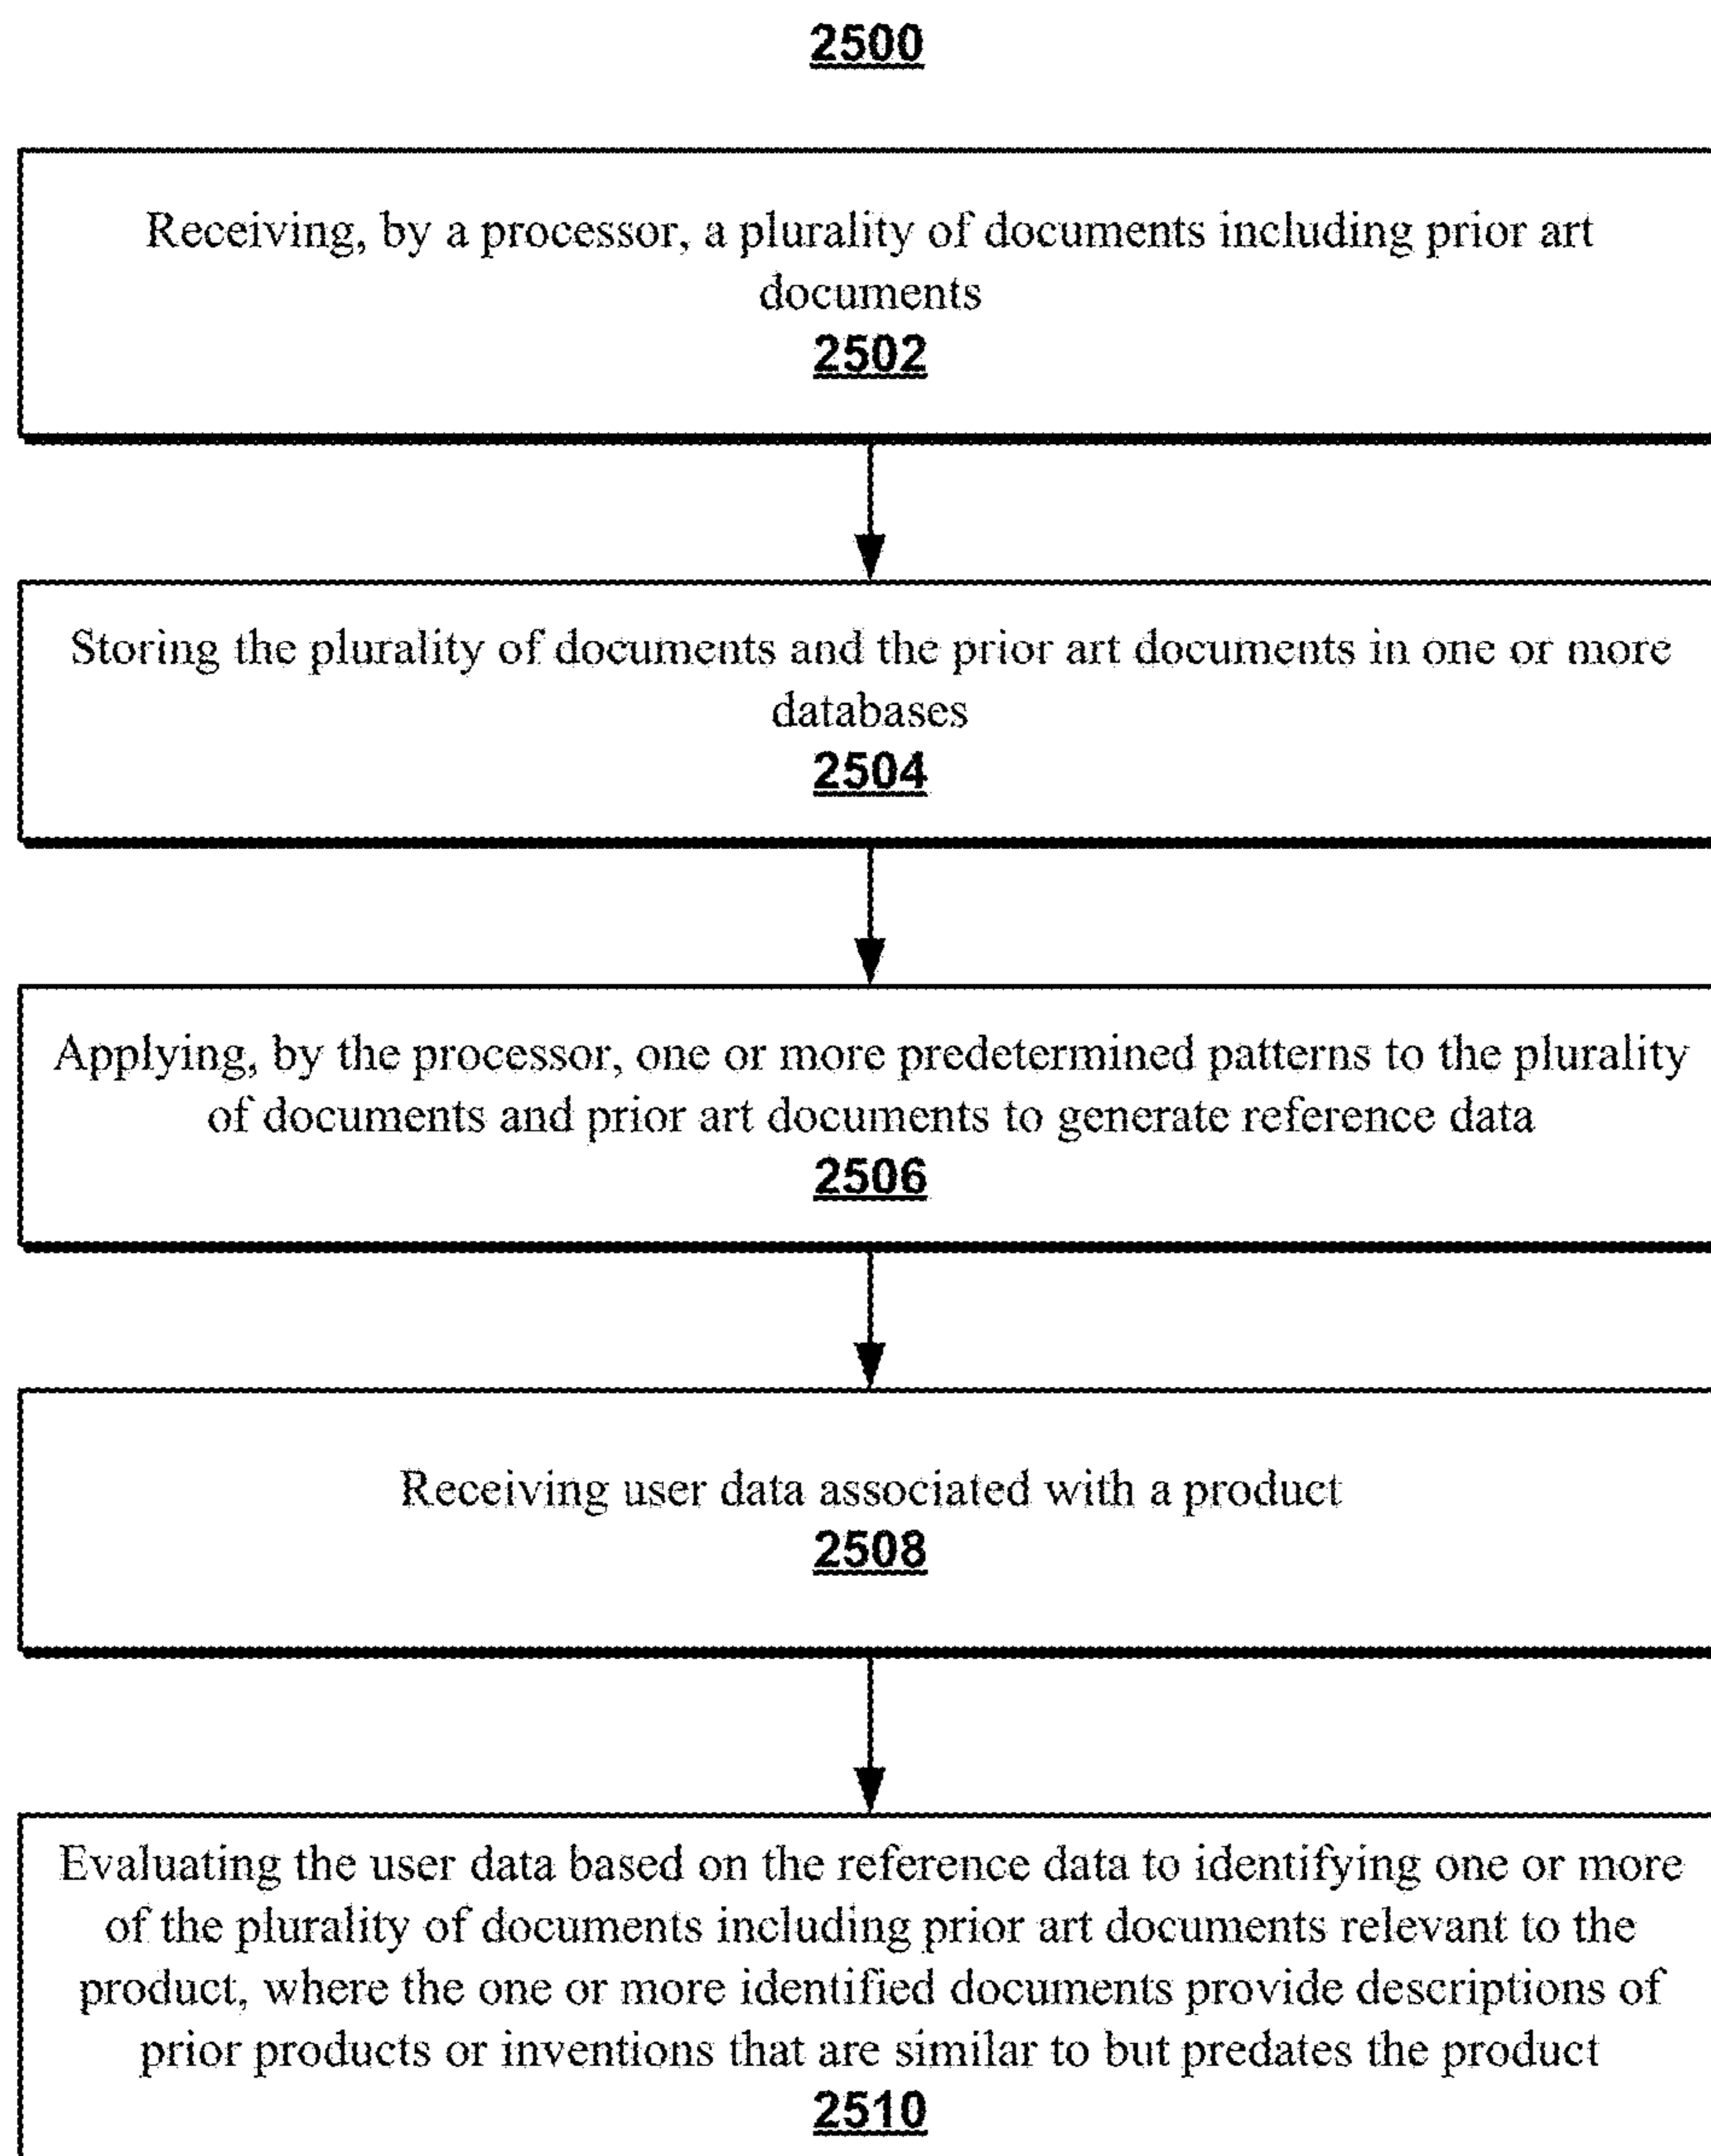 2500
Receiving, by a processor, a plurality of documents including prior art
documents
2502
Storing the plurality of documents and the prior art documents in one or more
databases
2504
Applying, by the processor, one or more predetermined patterns to the plurality
of documents and prior art documents to generate reference data
2506
Receiving user data associated with a product
2508
Evaluating the user data based on the reference data to identifying one or more
of the plurality of documents including prior art documents relevant to the
product, where the one or more identified documents provide descriptions of
prior products or inventions that are similar to but predates the product
2510